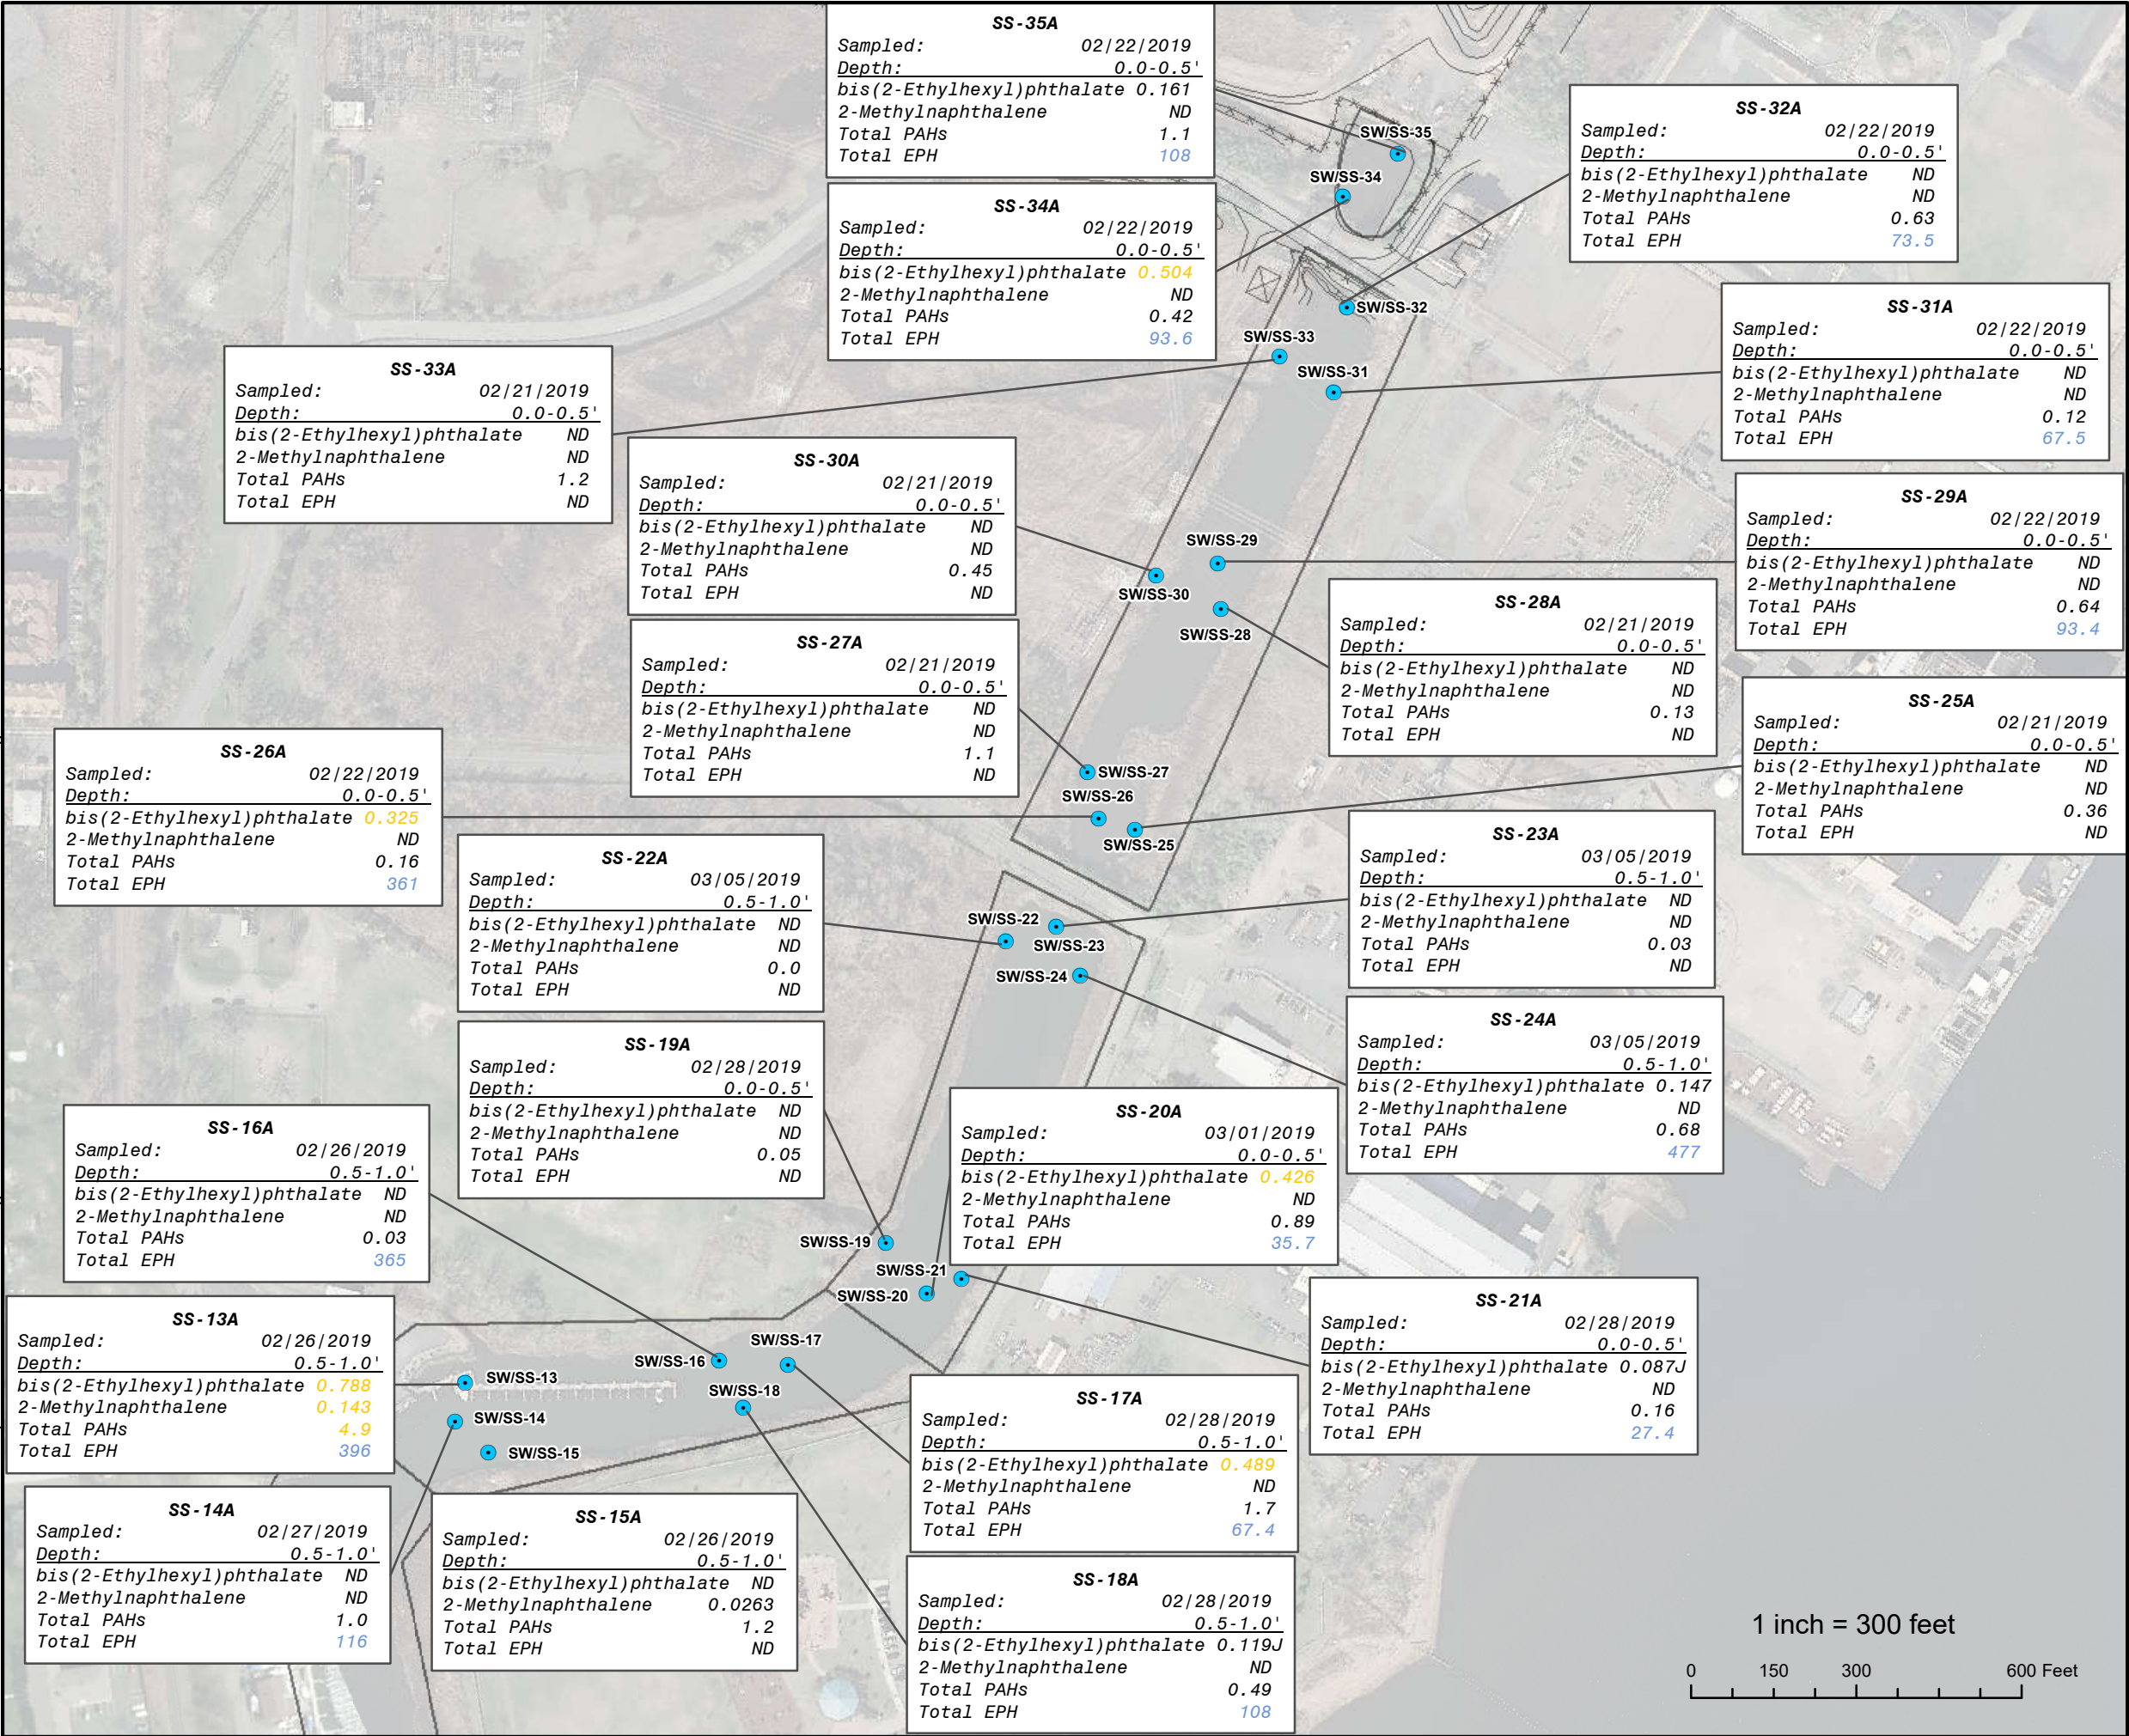 SS-35A
Sampled: 02/22/2019
Depth: 0.0-0.5'
bis(2-Ethylhexyl)phthalate 0.161
2-Methylnaphthalene ND
Total PAHs 1.1
Total EPH 108
SS-34A
Sampled: 02/22/2019
Depth: 0.0-0.5'
bis(2-Ethylhexyl)phthalate 0.504
2-Methylnaphthalene ND
Total PAHs 0.42
Total EPH 93.6
SS-32A
Sampled: 02/22/2019
Depth: 0.0-0.5'
bis(2-Ethylhexyl)phthalate ND
2-Methylnaphthalene ND
Total PAHs 0.63
Total EPH 73.5
SS-31A
Sampled: 02/22/2019
Depth: 0.0-0.5'
bis(2-Ethylhexyl)phthalate ND
2-Methylnaphthalene ND
Total PAHs 0.12
Total EPH 67.5
SS-33A
Sampled: 02/21/2019
Depth: 0.0-0.5'
bis(2-Ethylhexyl)phthalate ND
2-Methylnaphthalene ND
Total PAHs 1.2
Total EPH ND
SS-30A
Sampled: 02/21/2019
Depth: 0.0-0.5'
bis(2-Ethylhexyl)phthalate ND
2-Methylnaphthalene ND
Total PAHs 0.45
Total EPH ND
SS-29A
Sampled: 02/22/2019
Depth: 0.0-0.5'
bis(2-Ethylhexyl)phthalate ND
2-Methylnaphthalene ND
Total PAHs 0.64
Total EPH 93.4
SS-28A
Sampled: 02/21/2019
Depth: 0.0-0.5'
bis(2-Ethylhexyl)phthalate ND
2-Methylnaphthalene ND
Total PAHs 0.13
Total EPH ND
SS-27A
Sampled: 02/21/2019
Depth: 0.0-0.5'
bis(2-Ethylhexyl)phthalate ND
2-Methylnaphthalene ND
Total PAHs 1.1
Total EPH ND
SS-25A
Sampled: 02/21/2019
Depth: 0.0-0.5'
bis(2-Ethylhexyl)phthalate ND
2-Methylnaphthalene ND
Total PAHs 0.36
Total EPH ND
SS-26A
Sampled: 02/22/2019
Depth: 0.0-0.5'
bis(2-Ethylhexyl)phthalate 0.325
2-Methylnaphthalene ND
Total PAHs 0.16
Total EPH 361
SS-22A
Sampled: 03/05/2019
Depth: 0.5-1.0'
bis(2-Ethylhexyl)phthalate ND
2-Methylnaphthalene ND
Total PAHs 0.0
Total EPH ND
SS-23A
Sampled: 03/05/2019
Depth: 0.5-1.0'
bis(2-Ethylhexyl)phthalate ND
2-Methylnaphthalene ND
Total PAHs 0.03
Total EPH ND
SS-24A
Sampled: 03/05/2019
Depth: 0.5-1.0'
bis(2-Ethylhexyl)phthalate 0.147
2-Methylnaphthalene ND
Total PAHs 0.68
Total EPH 477
SS-19A
Sampled: 02/28/2019
Depth: 0.0-0.5'
bis(2-Ethylhexyl)phthalate ND
2-Methylnaphthalene ND
Total PAHs 0.05
Total EPH ND
SS-20A
Sampled: 03/01/2019
Depth: 0.0-0.5'
bis(2-Ethylhexyl)phthalate 0.426
2-Methylnaphthalene ND
Total PAHs 0.89
Total EPH 35.7
SS-16A
Sampled: 02/26/2019
Depth: 0.5-1.0'
bis(2-Ethylhexyl)phthalate ND
2-Methylnaphthalene ND
Total PAHs 0.03
Total EPH 365
SS-21A
Sampled: 02/28/2019
Depth: 0.0-0.5'
bis(2-Ethylhexyl)phthalate 0.087J
2-Methylnaphthalene ND
Total PAHs 0.16
Total EPH 27.4
SS-13A
Sampled: 02/26/2019
Depth: 0.5-1.0'
bis(2-Ethylhexyl)phthalate 0.788
2-Methylnaphthalene 0.143
Total PAHs 4.9
Total EPH 396
SS-17A
Sampled: 02/28/2019
Depth: 0.5-1.0'
bis(2-Ethylhexyl)phthalate 0.489
2-Methylnaphthalene ND
Total PAHs 1.7
Total EPH 67.4
SS-14A
Sampled: 02/27/2019
Depth: 0.5-1.0'
bis(2-Ethylhexyl)phthalate ND
2-Methylnaphthalene ND
Total PAHs 1.0
Total EPH 116
SS-15A
Sampled: 02/26/2019
Depth: 0.5-1.0'
bis(2-Ethylhexyl)phthalate ND
2-Methylnaphthalene 0.0263
Total PAHs 1.2
Total EPH ND
SS-18A
Sampled: 02/28/2019
Depth: 0.5-1.0'
bis(2-Ethylhexyl)phthalate 0.119J
2-Methylnaphthalene ND
Total PAHs 0.49
Total EPH 108
SW/SS-35
SW/SS-34
SW/SS-32
SW/SS-33
SW/SS-31
SW/SS-29
SW/SS-30
SW/SS-28
SW/SS-27
SW/SS-26
SW/SS-25
SW/SS-22
SW/SS-23
SW/SS-24
SW/SS-19
SW/SS-21
SW/SS-20
SW/SS-17
SW/SS-16
SW/SS-13
SW/SS-18
SW/SS-14
SW/SS-15
1 inch = 300 feet
0 150 300 600 Feet